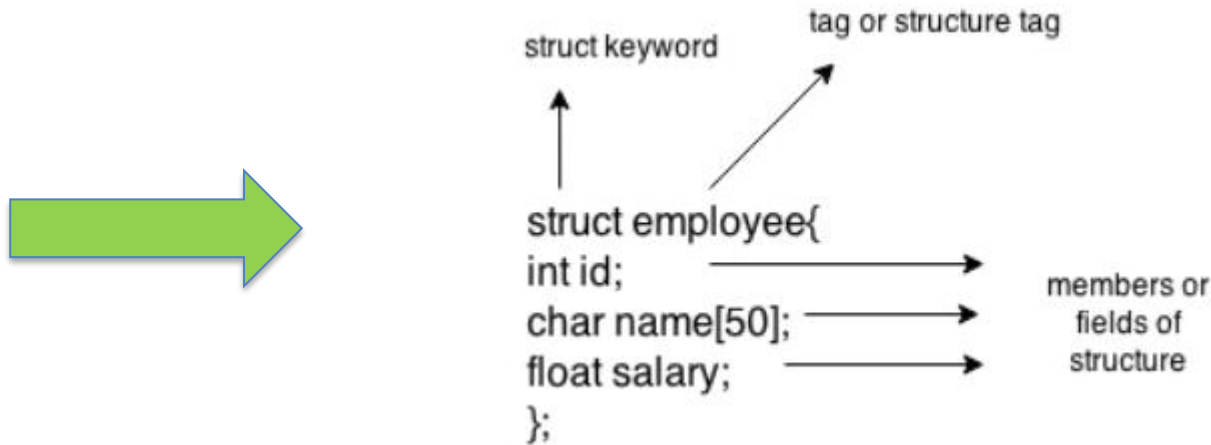 struct keyword
tag or structure tag
struct employee{
int id;
char name[50];
float salary;
};
members or
fields of
structure